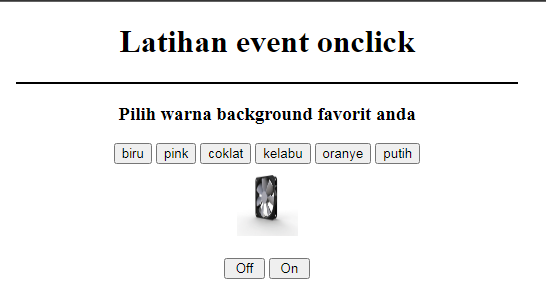 Latihan event onclick
Pilih warna background favorit anda
biru pink coklat kelabu oranye putih
Off On